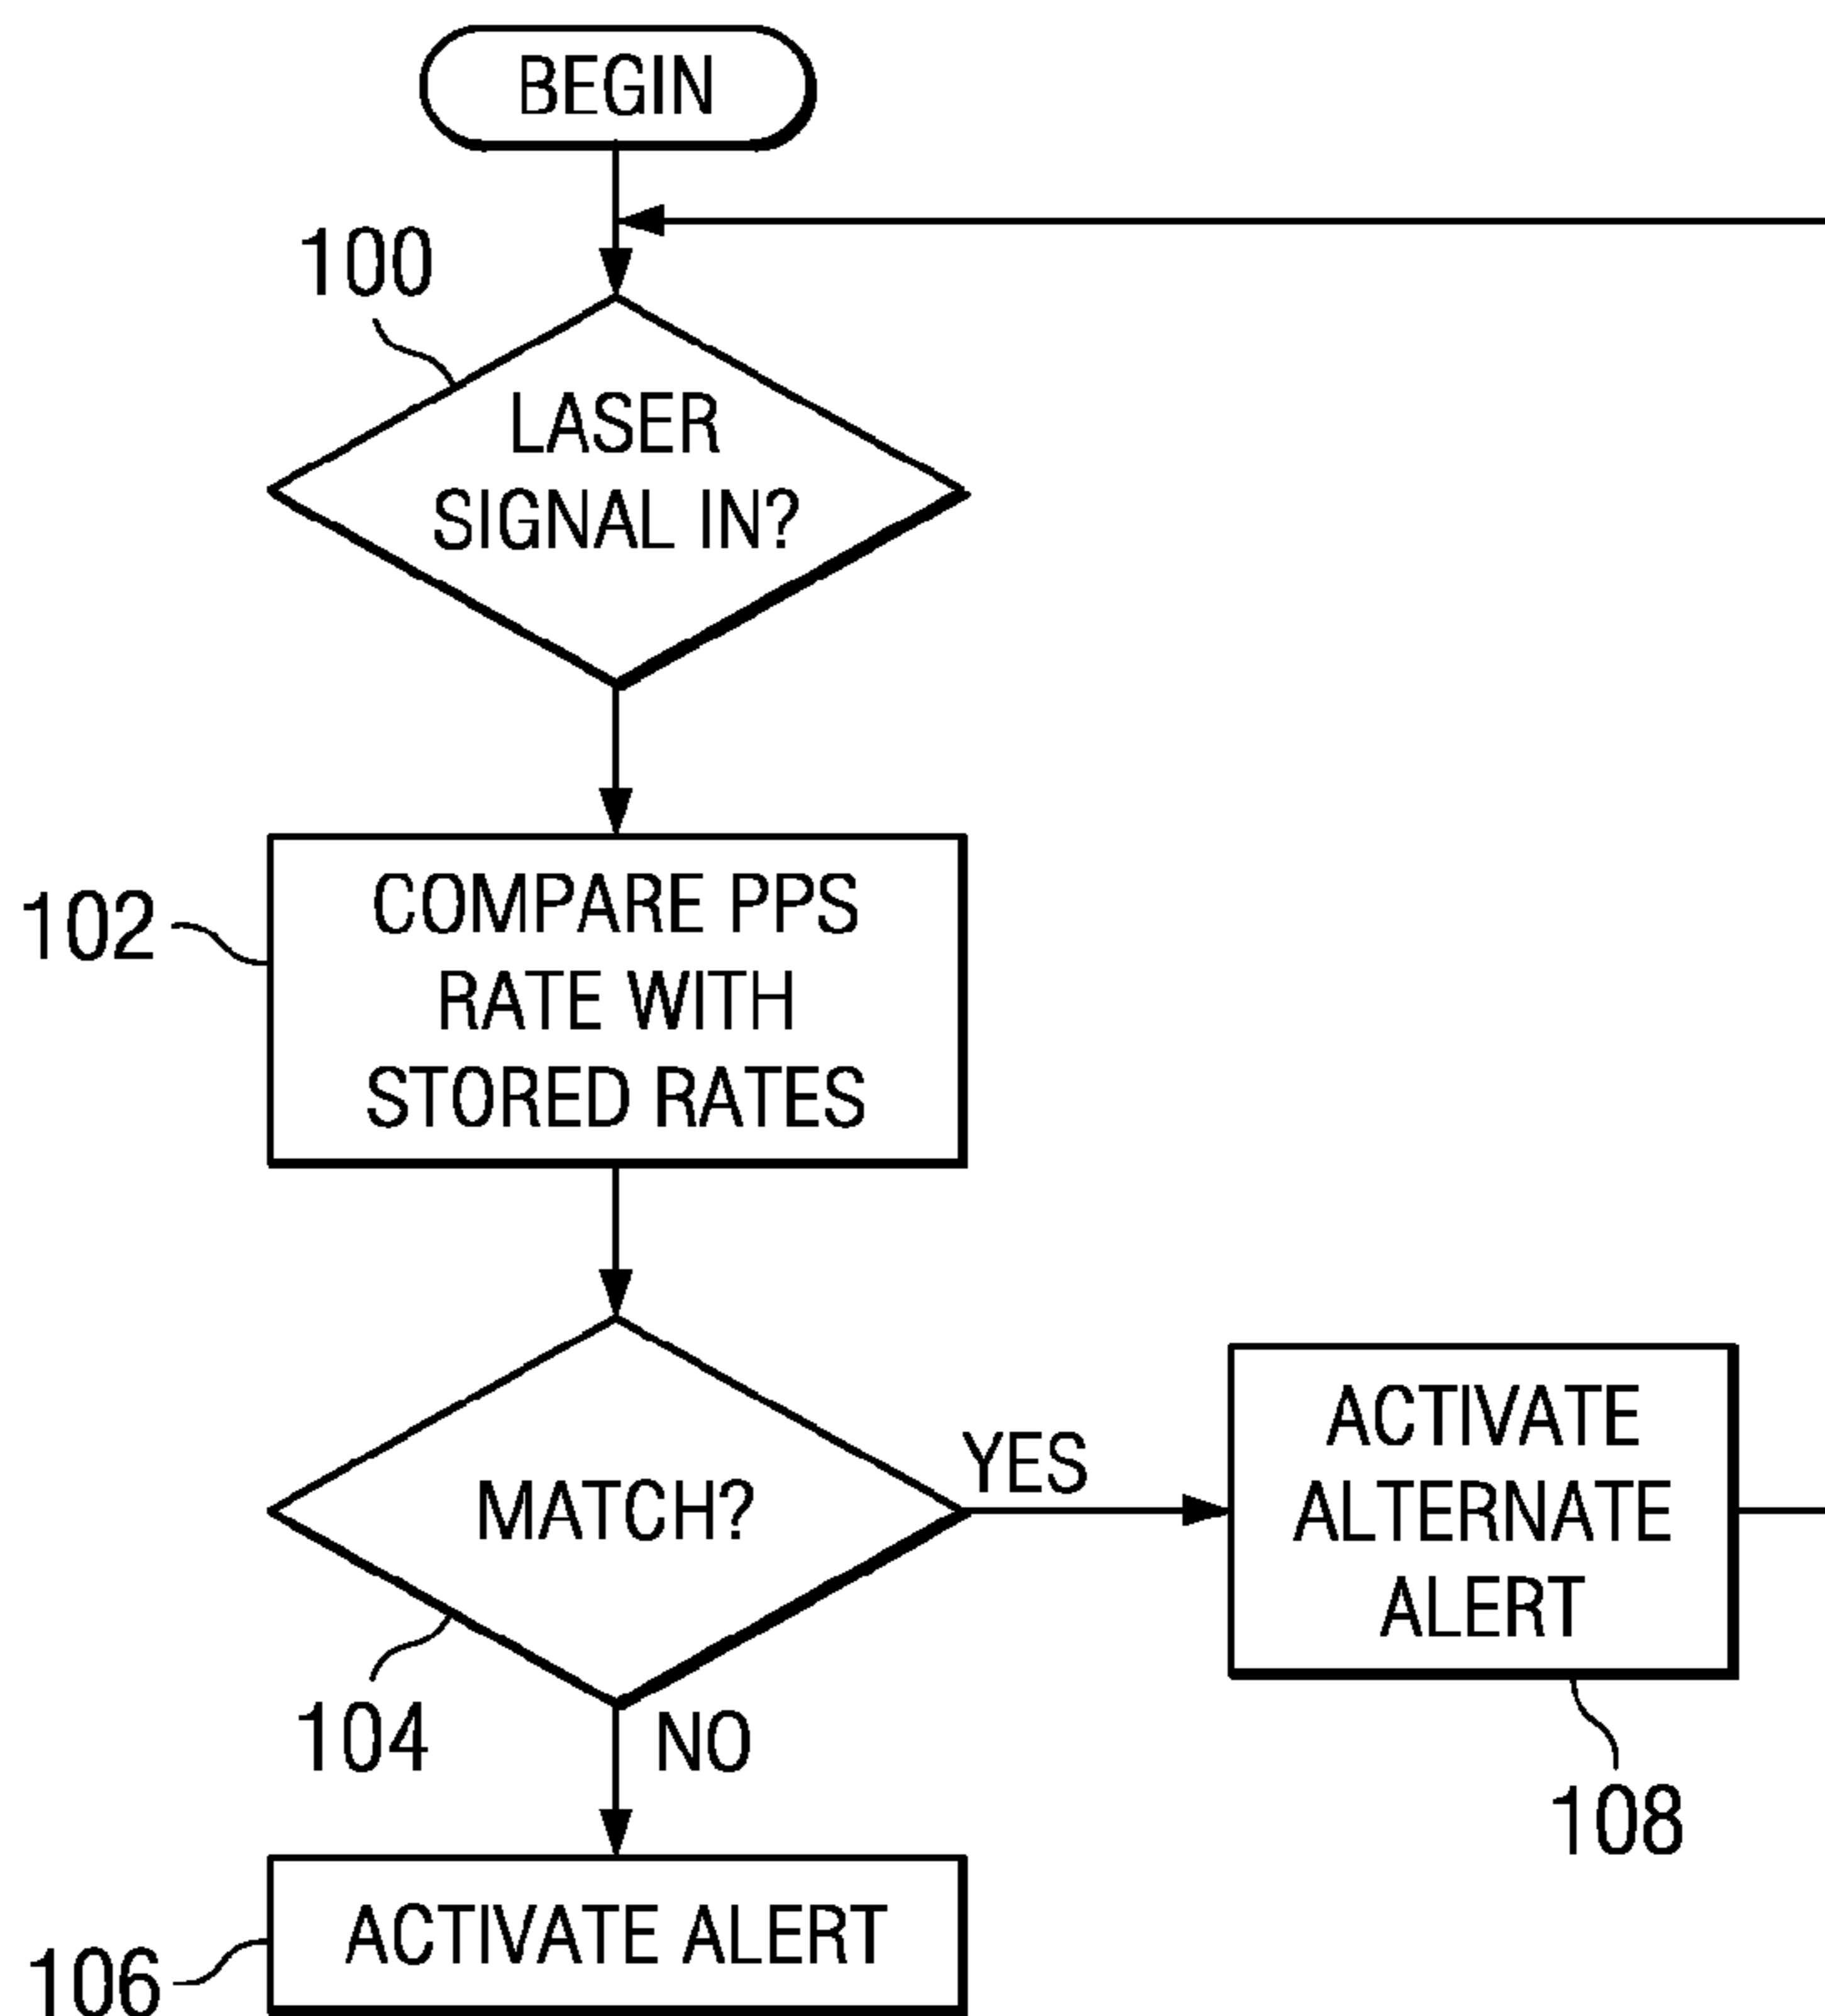 BEGIN
100
LASER
SIGNAL IN?
102
COMPARE PPS
RATE WITH
STORED RATES
MATCH?
YES
104
NO
ACTIVATE
ALTERNATE
ALERT
108
ACTIVATE ALERT
106